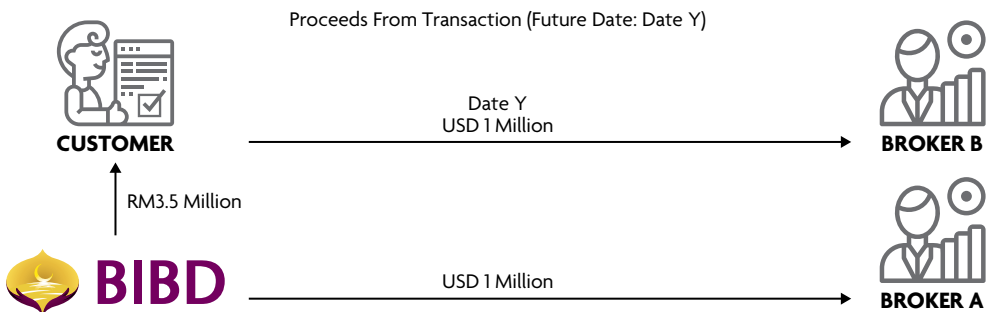 Proceeds From Transaction (Future Date: Date Y)
Date Y
USD 1 Million
CUSTOMER
BROKER B
RM3.5 Million
BIBD
USD 1 Million
BROKER A